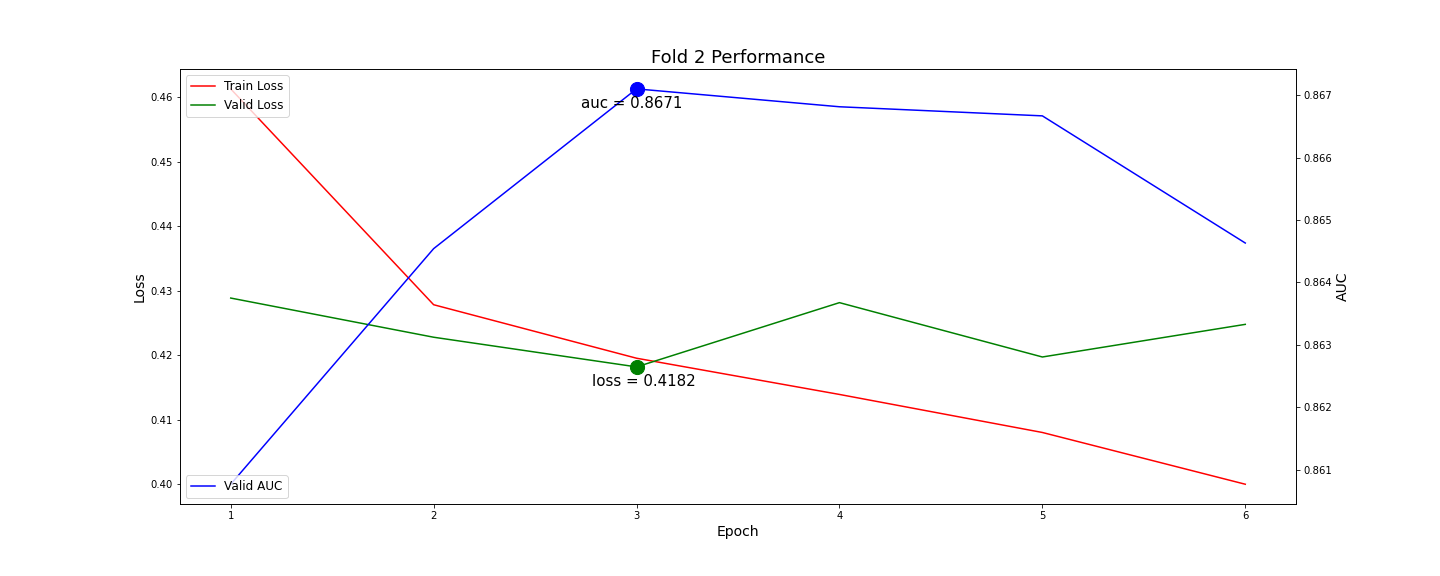 Fold 2 Performance
Train Loss
Valid Loss
auc = 0.8671
loss = 0.4182
Valid AUC
0.46
0.45
0.44
0.43
0.42
0.41
0.40
Loss
0.867
0.866
0.865
0.864
0.863
0.862
0.861
AUC
1 2 3 4 5 6
Epoch